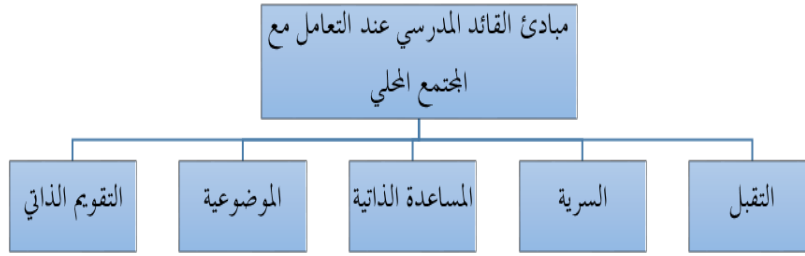 مبادئ القائد المدرسي عند التعامل مع
المجتمع المحلي
التقبل
السرية
المساعدة الذاتية
الموضوعية
التقويم الذاتي